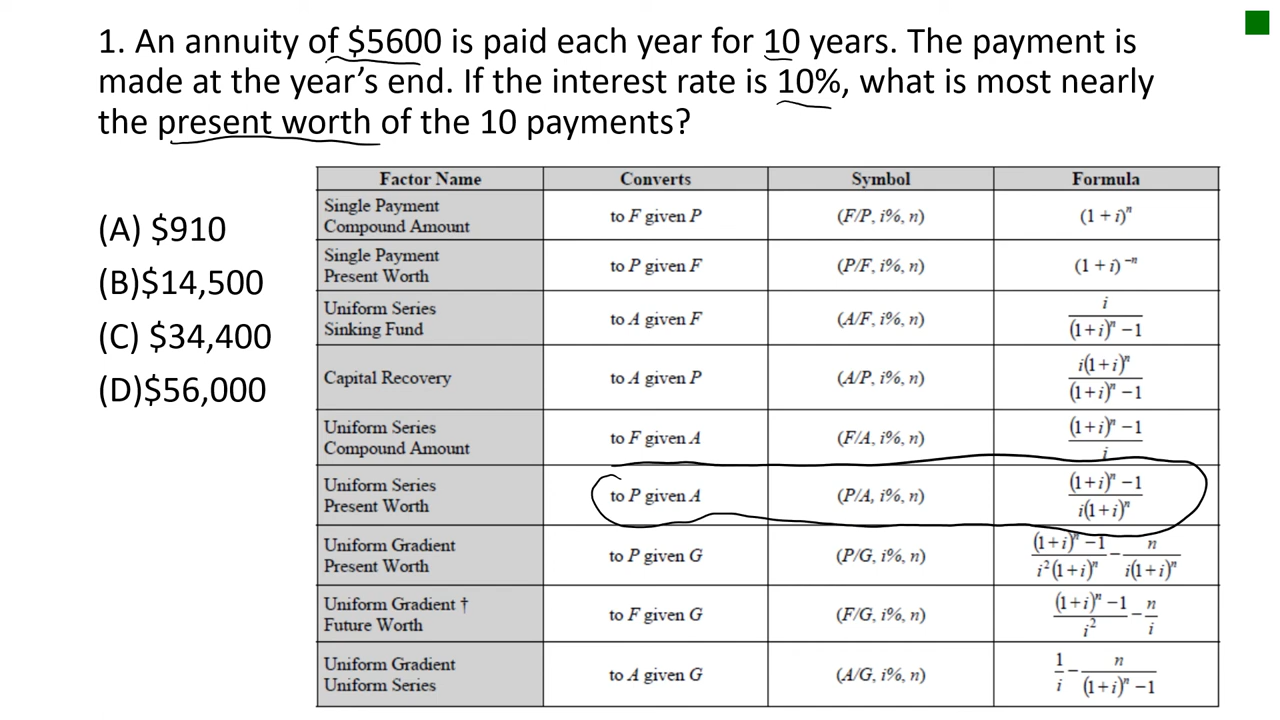 1. An annuity of $5600 is paid each year for 10 years. The payment is
made at the year’s end. If the interest rate is 10%, what is most nearly
the present worth of the 10 payments?
(A) $910
(B)$14,500
(C) $34,400
(D)$56,000
Factor Name Converts Symbol Formula
Single Payment
Compound Amount
to F given P (F/P, i%, n) (1 + i)^n
Single Payment
Present Worth
to P given F (P/F, i%, n) (1 + i)^–n
Uniform Series
Sinking Fund
to A given F (A/F, i%, n) i / ((1+i)^n −1)
Capital Recovery to A given P (A/P, i%, n) i(1+i)^n / ((1+i)^n −1)
Uniform Series
Compound Amount
to F given A (F/A, i%, n) ((1+i)^n −1) / i
Uniform Series
Present Worth
to P given A (P/A, i%, n) ((1+i)^n −1) / (i(1+i)^n)
Uniform Gradient
Present Worth
to P given G (P/G, i%, n) ((1+i)^n −1) / (i^2(1+i)^n) − n / (i(1+i)^n)
Uniform Gradient †
Future Worth
to F given G (F/G, i%, n) ((1+i)^n −1) / i^2 − n / i
Uniform Gradient
Uniform Series
to A given G (A/G, i%, n) 1 / i − n / ((1+i)^n −1)